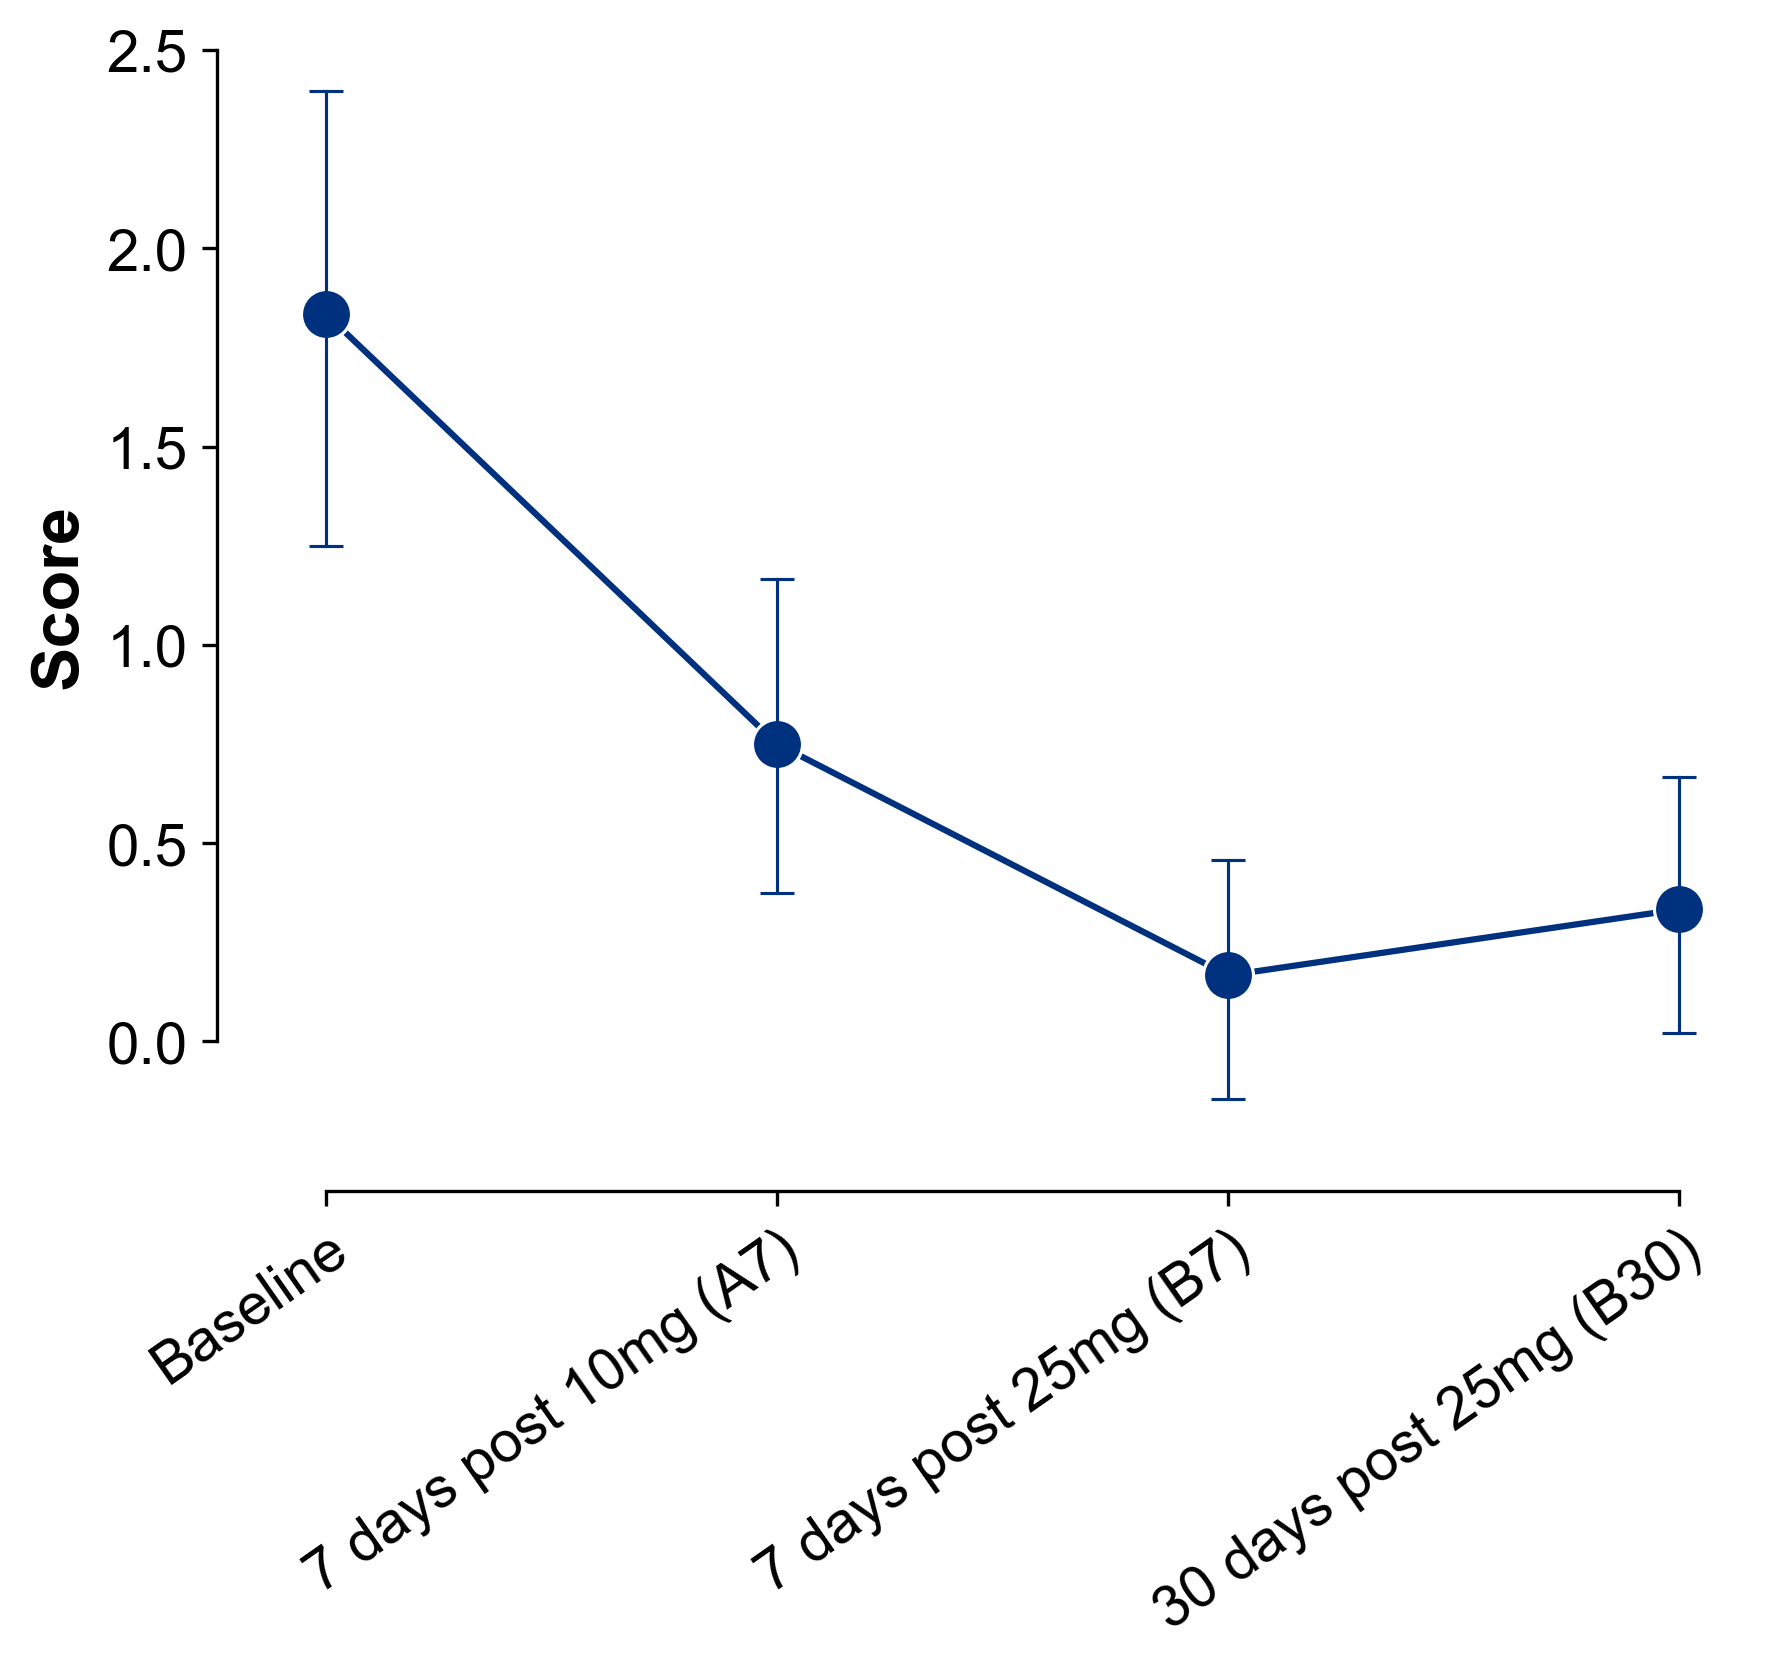 2.5
2.0
1.5
1.0
0.5
0.0
Score
Baseline
7 days post 10mg (A7)
7 days post 25mg (B7)
30 days post 25mg (B30)